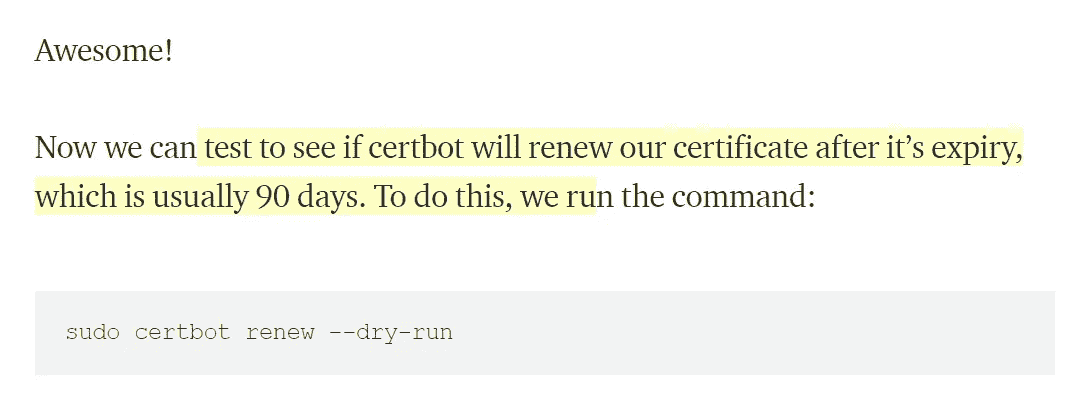 Awesome!
Now we can test to see if certbot will renew our certificate after it’s expiry,
which is usually 90 days. To do this, we run the command:
sudo certbot renew --dry-run